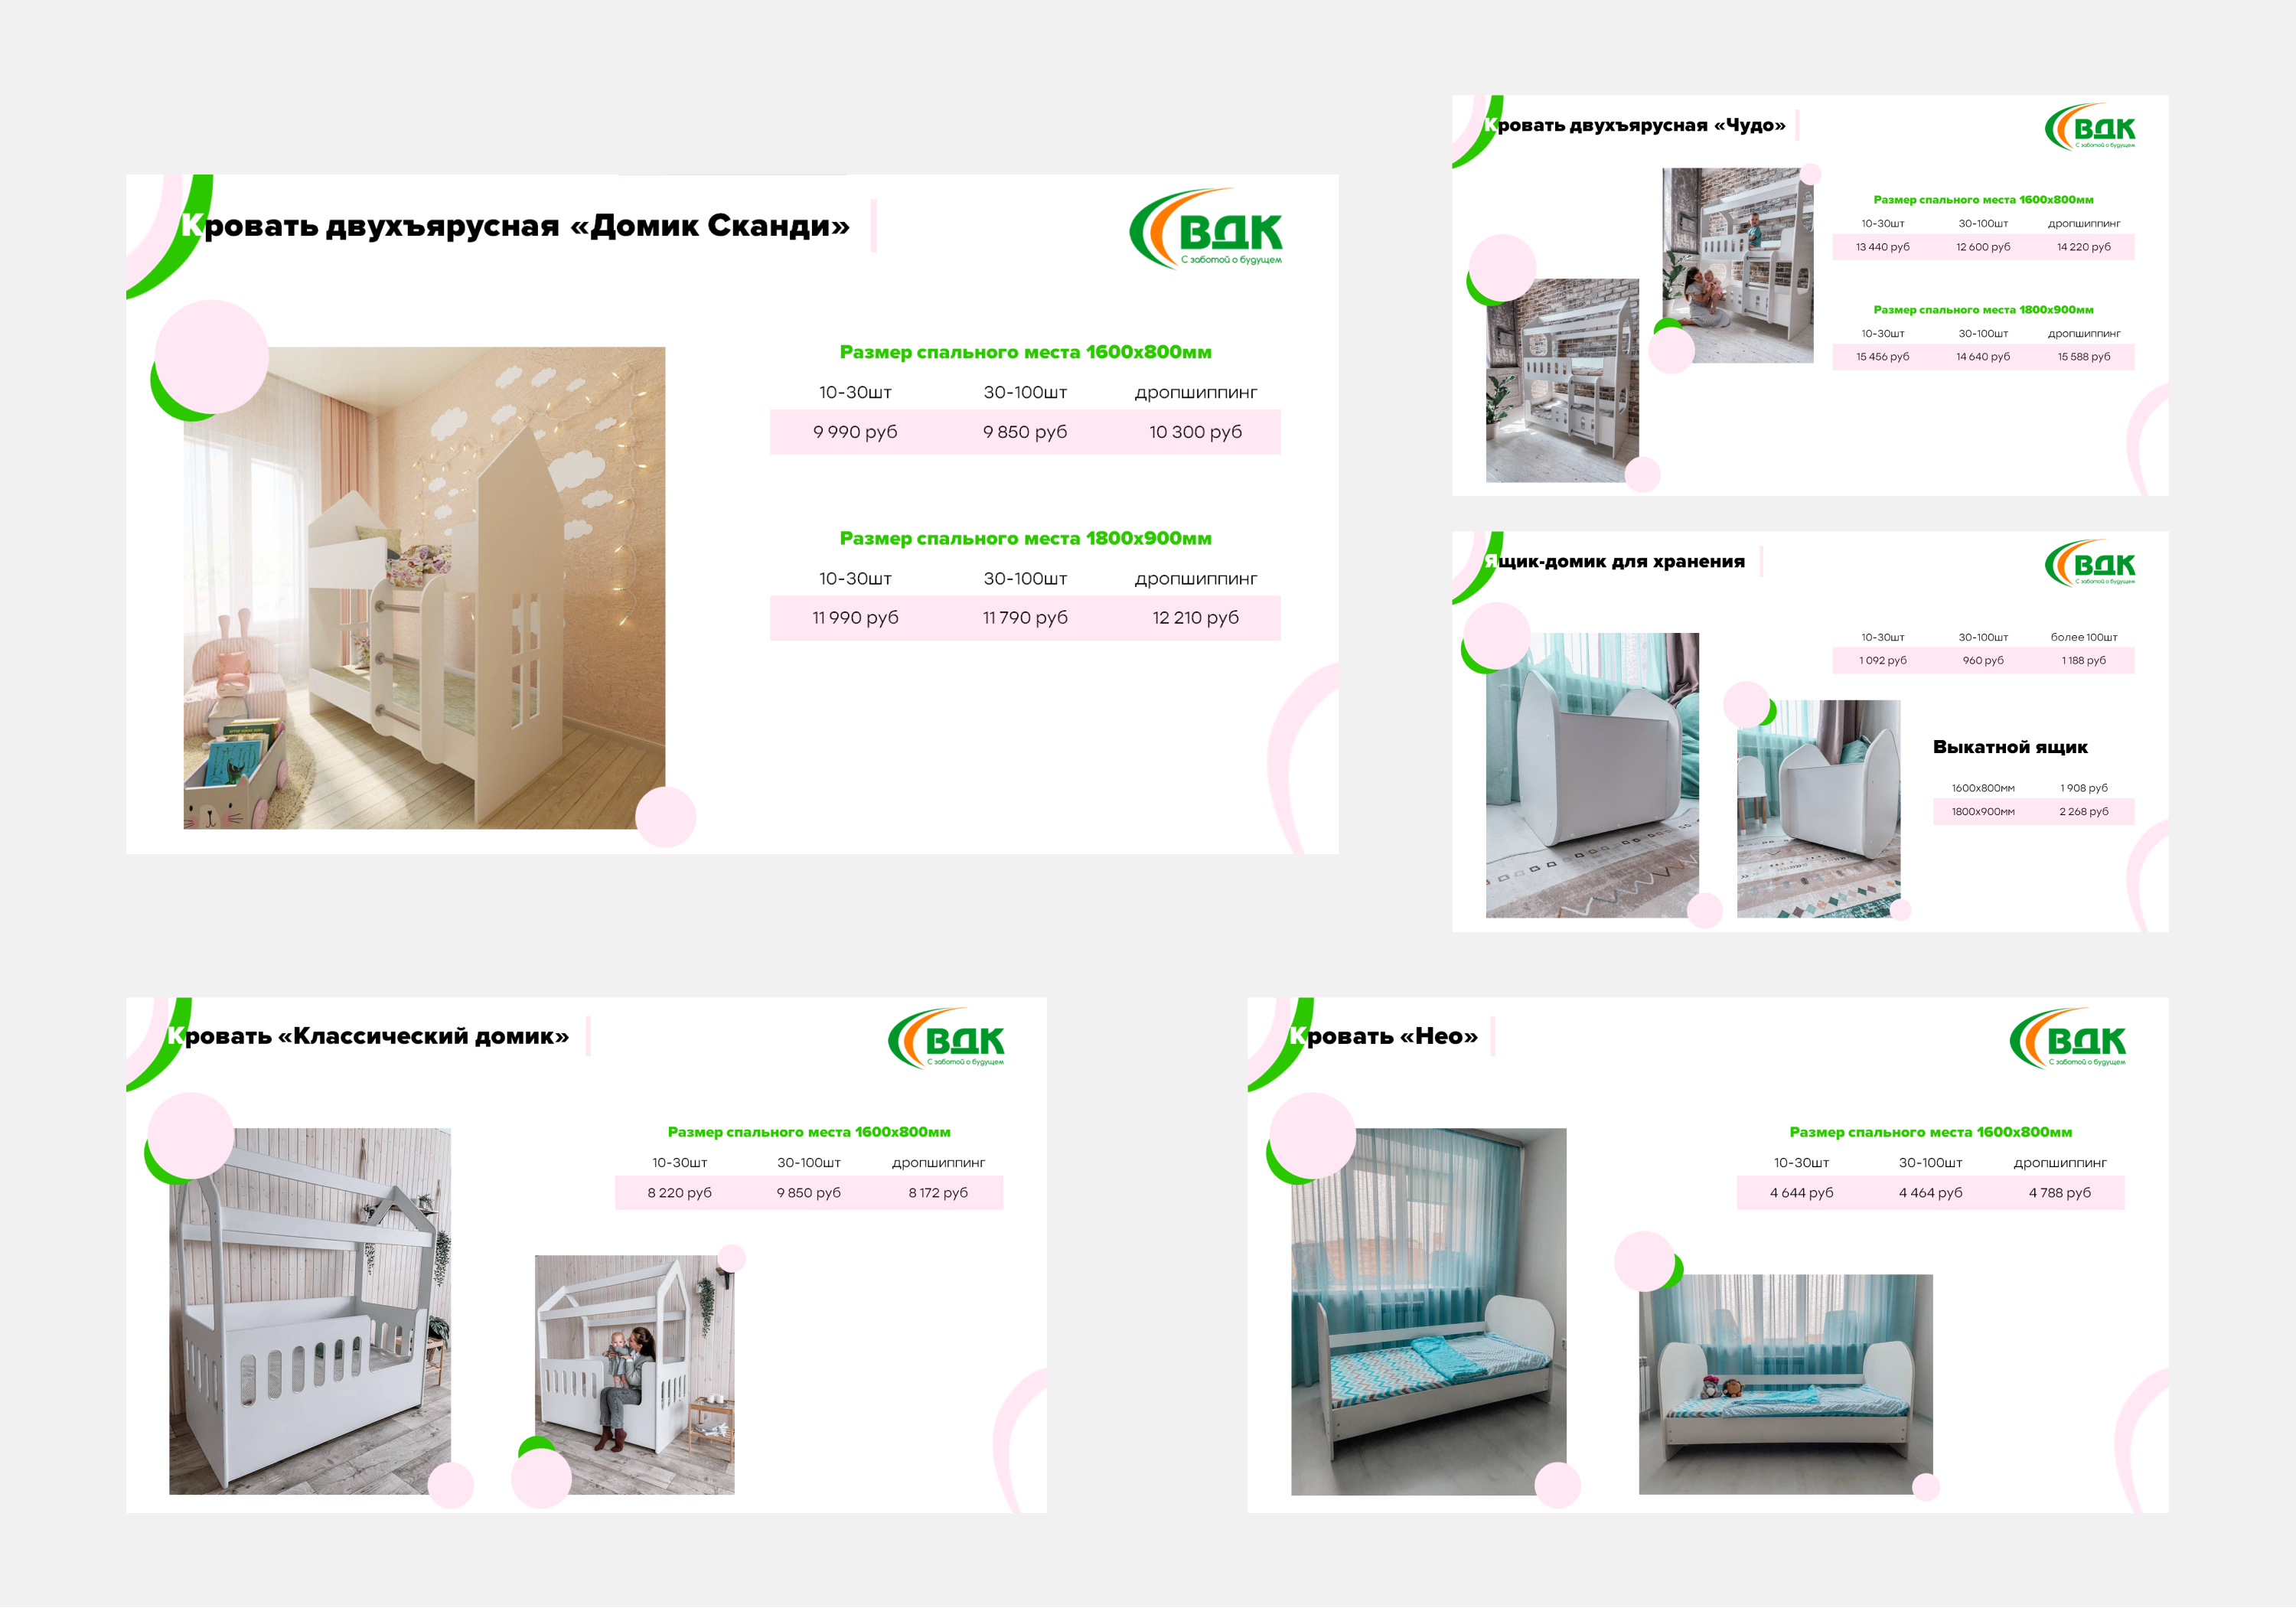 Кровать двухъярусная «Домик Сканди»
ВДК
С заботой о будущем
Размер спального места 1600х800мм
10-30шт 30-100шт дропшиппинг
9 990 руб 9 850 руб 10 300 руб
Размер спального места 1800х900мм
10-30шт 30-100шт дропшиппинг
11 990 руб 11 790 руб 12 210 руб
Кровать двухъярусная «Чудо»
ВДК
С заботой о будущем
Размер спального места 1600х800мм
10-30шт 30-100шт дропшиппинг
13 440 руб 12 600 руб 14 220 руб
Размер спального места 1800х900мм
10-30шт 30-100шт дропшиппинг
15 456 руб 14 640 руб 15 588 руб
Ящик-домик для хранения
ВДК
С заботой о будущем
10-30шт 30-100шт более 100шт
1 092 руб 960 руб 1 188 руб
Выкатной ящик
1600х800мм 1 908 руб
1800х900мм 2 268 руб
Кровать «Классический домик»
ВДК
С заботой о будущем
Размер спального места 1600х800мм
10-30шт 30-100шт дропшиппинг
8 220 руб 9 850 руб 8 172 руб
Кровать «Нео»
ВДК
С заботой о будущем
Размер спального места 1600х800мм
10-30шт 30-100шт дропшиппинг
4 644 руб 4 464 руб 4 788 руб